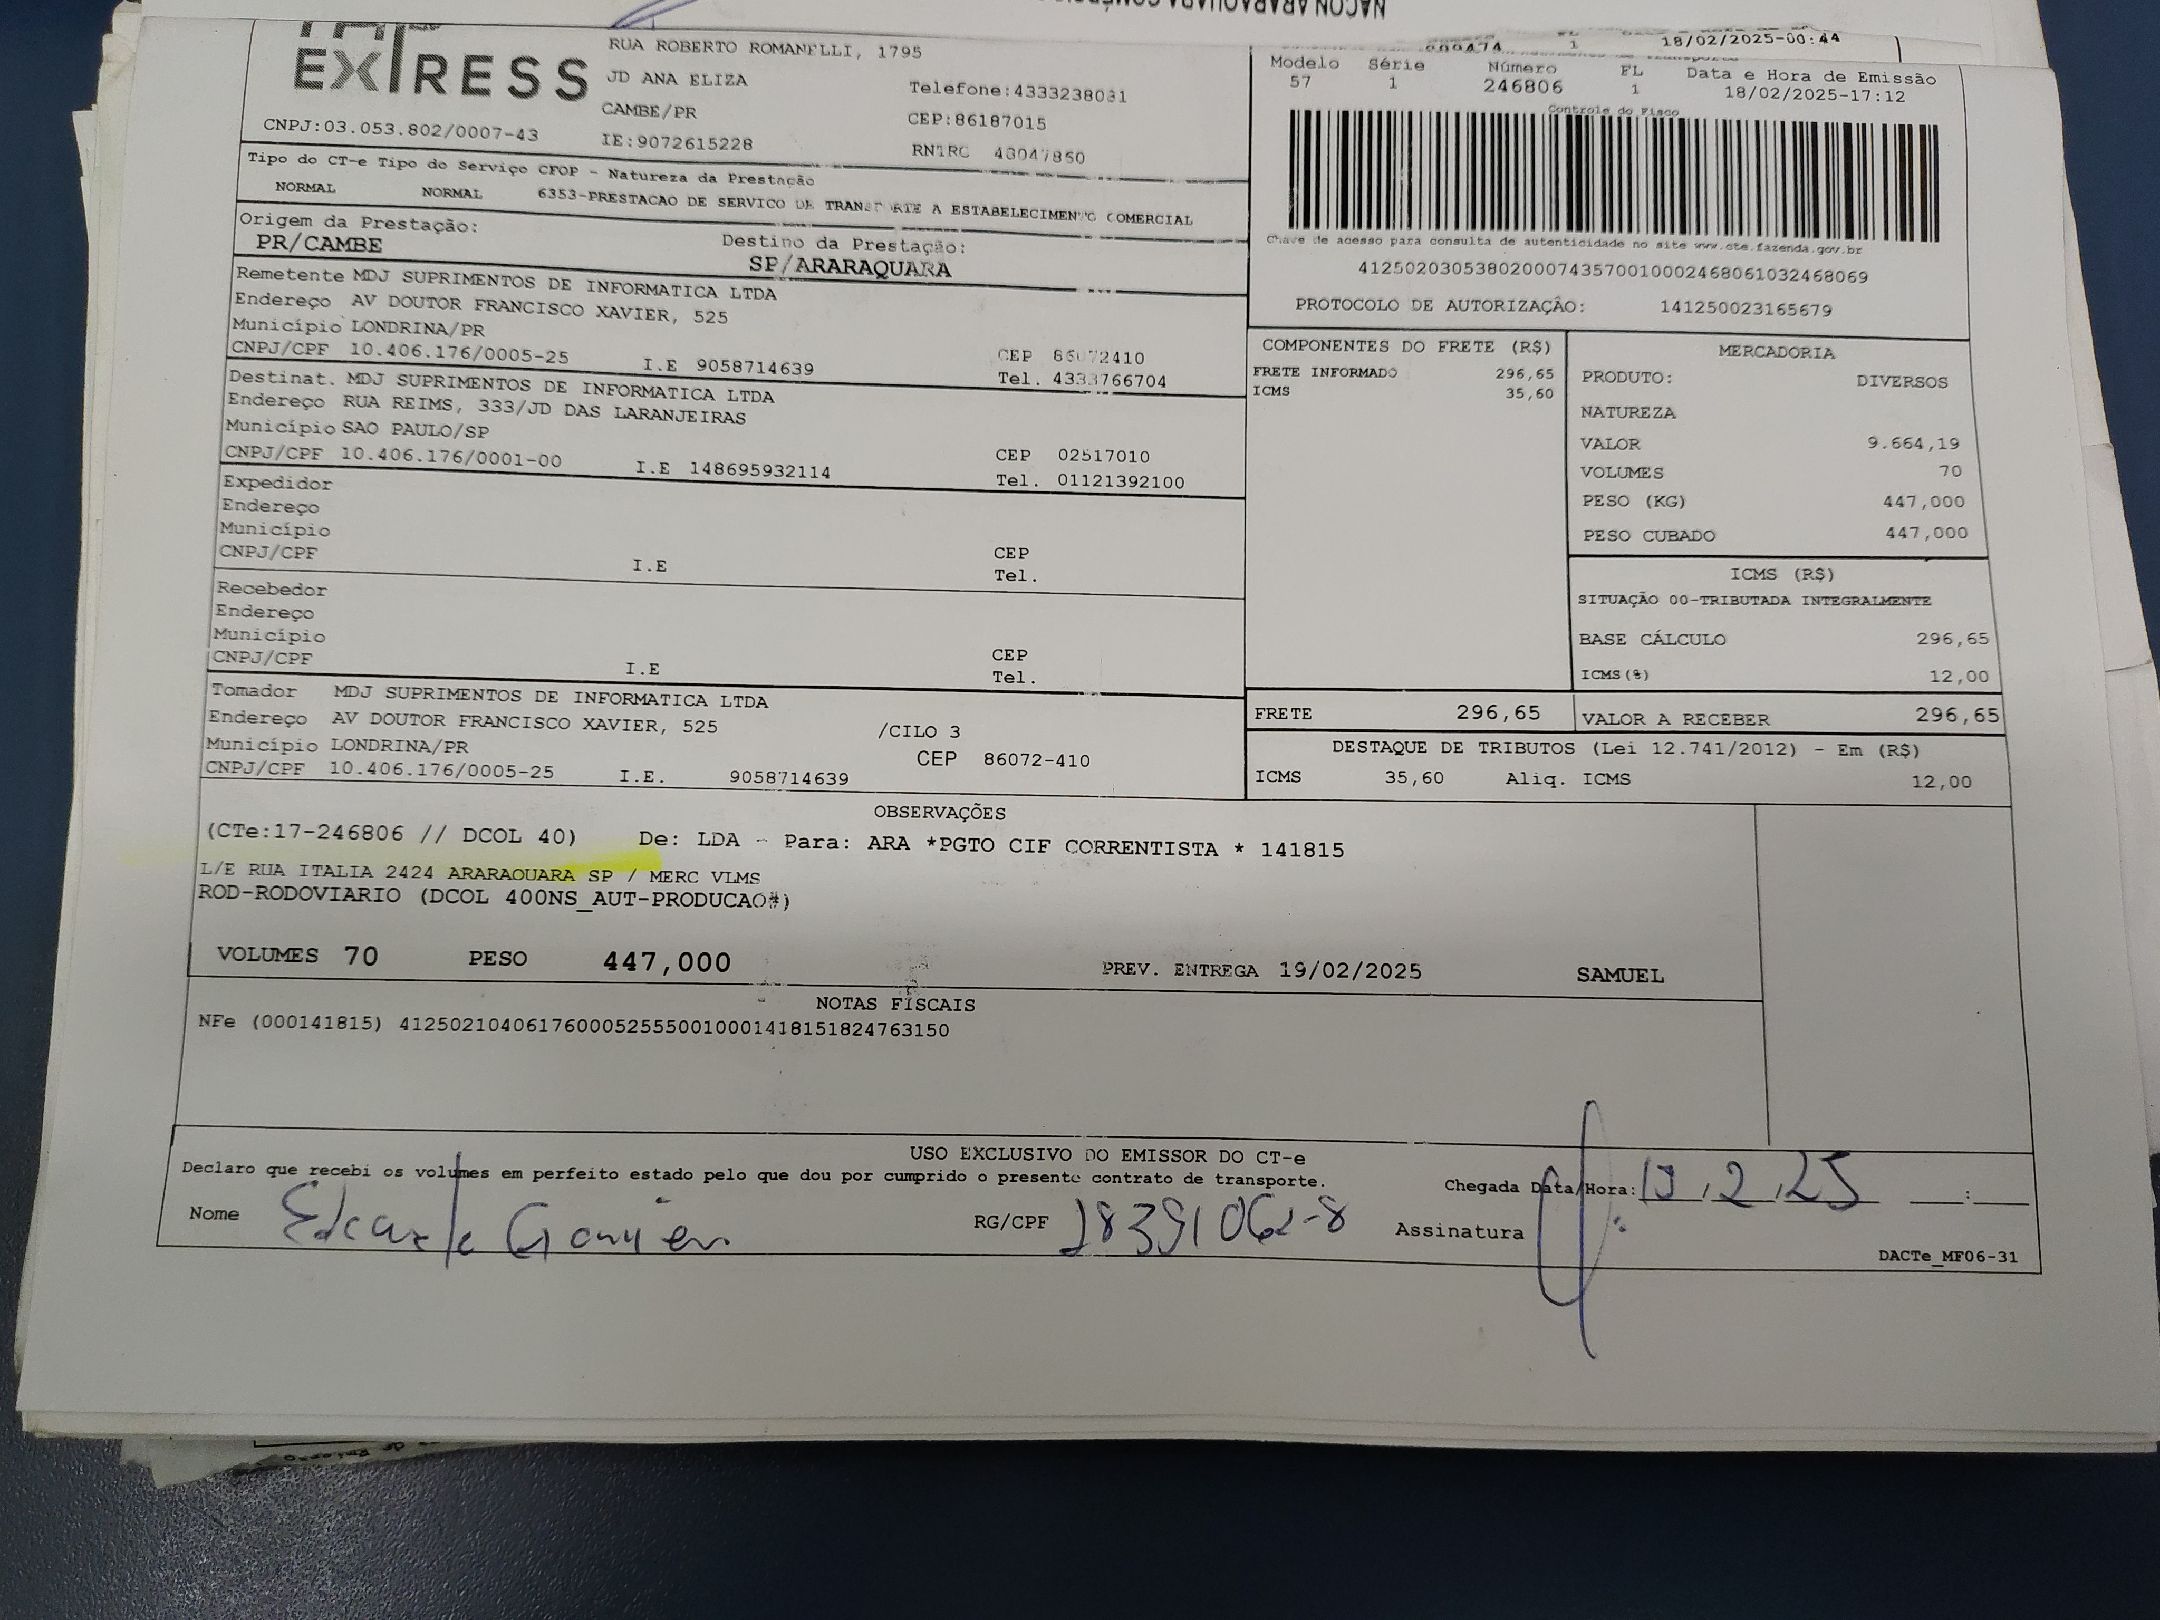 NACON ARARAQUARA
18/02/2025-00:44
EXPRESS
RUA ROBERTO ROMANELLI, 1795
JD ANA ELIZA
CAMBE/PR
CNPJ:03.053.802/0007-43
IE:9072615228
Telefone:4333238031
CEP:86187015
RNTRC 48047860
Modelo Série Número FL Data e Hora de Emissão
57 1 246806 1 18/02/2025-17:12
Controle do Fisco
Chave de acesso para consulta de autenticidade no site www.cte.fazenda.gov.br
41250203053802000743570010002468061032468069
PROTOCOLO DE AUTORIZAÇÃO: 141250023165679
Tipo do CT-e Tipo do Serviço CFOP - Natureza da Prestação
NORMAL NORMAL 6353-PRESTACAO DE SERVICO DE TRANSPORTE A ESTABELECIMENTO COMERCIAL
Origem da Prestação: Destino da Prestação:
PR/CAMBE SP/ARARAQUARA
Remetente MDJ SUPRIMENTOS DE INFORMATICA LTDA
Endereço AV DOUTOR FRANCISCO XAVIER, 525
Município LONDRINA/PR
CNPJ/CPF 10.406.176/0005-25 I.E 9058714639
CEP 86072410
Tel. 4333766704
Destinat. MDJ SUPRIMENTOS DE INFORMATICA LTDA
Endereço RUA REIMS, 333/JD DAS LARANJEIRAS
Município SAO PAULO/SP
CNPJ/CPF 10.406.176/0001-00 I.E 148695932114
CEP 02517010
Tel. 01121392100
Expedidor
Endereço
Município
CNPJ/CPF I.E CEP
Tel.
Recebedor
Endereço
Município
CNPJ/CPF I.E CEP
Tel.
Tomador MDJ SUPRIMENTOS DE INFORMATICA LTDA
Endereço AV DOUTOR FRANCISCO XAVIER, 525 /CILO 3
Município LONDRINA/PR CEP 86072-410
CNPJ/CPF 10.406.176/0005-25 I.E. 9058714639
COMPONENTES DO FRETE (R$)
FRETE INFORMADO 296,65
ICMS 35,60
MERCADORIA
PRODUTO: DIVERSOS
NATUREZA
VALOR 9.664,19
VOLUMES 70
PESO (KG) 447,000
PESO CUBADO 447,000
ICMS (R$)
SITUAÇÃO 00-TRIBUTADA INTEGRALMENTE
BASE CÁLCULO 296,65
ICMS(%) 12,00
FRETE 296,65 VALOR A RECEBER 296,65
DESTAQUE DE TRIBUTOS (Lei 12.741/2012) - Em (R$)
ICMS 35,60 Aliq. ICMS 12,00
OBSERVAÇÕES
(CTe:17-246806 // DCOL 40) De: LDA - Para: ARA *PGTO CIF CORRENTISTA * 141815
L/E RUA ITALIA 2424 ARARAQUARA SP / MERC VLMS
ROD-RODOVIARIO (DCOL 400NS_AUT-PRODUCAO#)
VOLUMES 70 PESO 447,000 PREV. ENTREGA 19/02/2025 SAMUEL
NOTAS FISCAIS
NFe (000141815) 41250210406176000525550010001418151824763150
USO EXCLUSIVO DO EMISSOR DO CT-e
Declaro que recebi os volumes em perfeito estado pelo que dou por cumprido o presente contrato de transporte.
Chegada Data/Hora: 2 25 :
Nome RG/CPF 18391062-8 Assinatura
DACTe_MF06-31